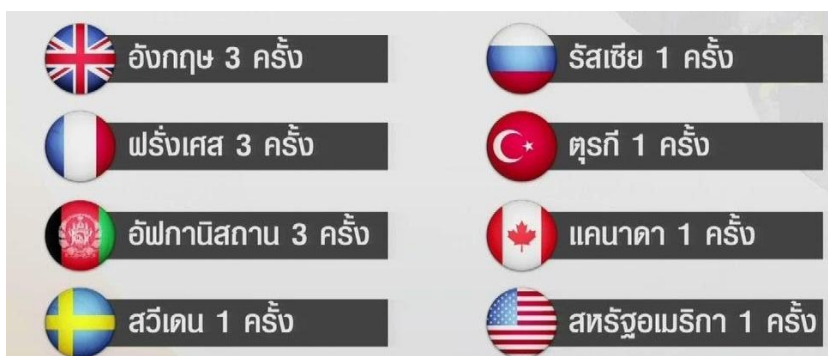 อังกฤษ 3 ครั้ง
ฝรั่งเศส 3 ครั้ง
อัฟกานิสถาน 3 ครั้ง
สวีเดน 1 ครั้ง
รัสเซีย 1 ครั้ง
ตุรกี 1 ครั้ง
แคนาดา 1 ครั้ง
สหรัฐอเมริกา 1 ครั้ง